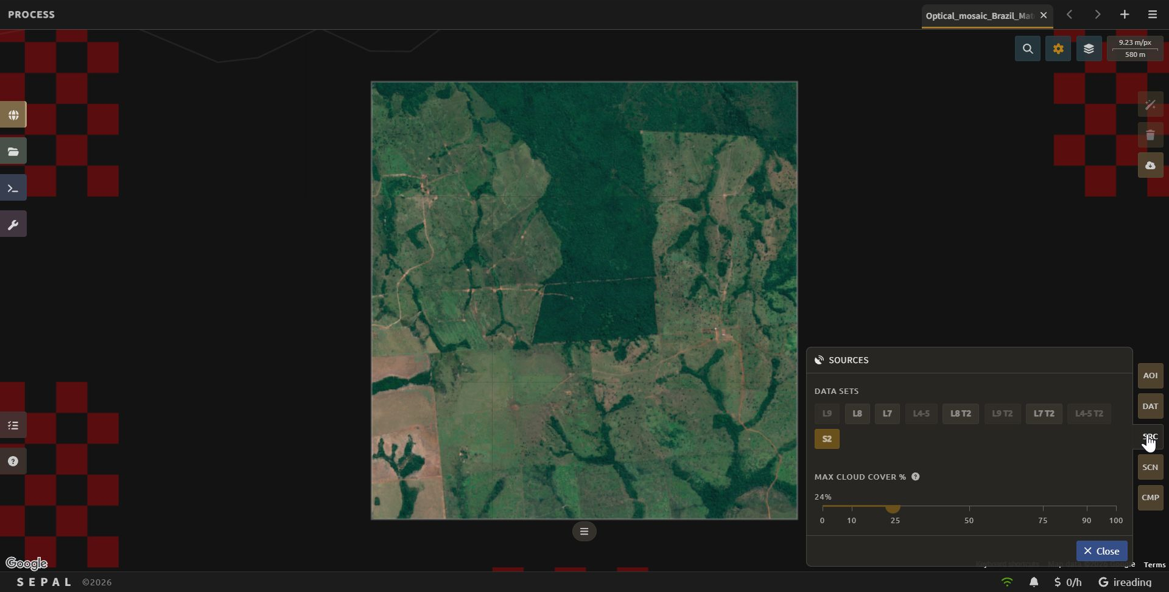 PROCESS
Optical_mosaic_Brazil_Ma
9.23 m/px
580 m
SOURCES
DATA SETS
L9 L8 L7 L4-5 L8 T2 L9 T2 L7 T2 L4-5 T2
S2
MAX CLOUD COVER %
24%
0 10 25 50 75 90 100
Close
AOI
DAT
SRC
SCN
CMP
Google
Terms
SEPAL ©2026
$ 0/h
ireading